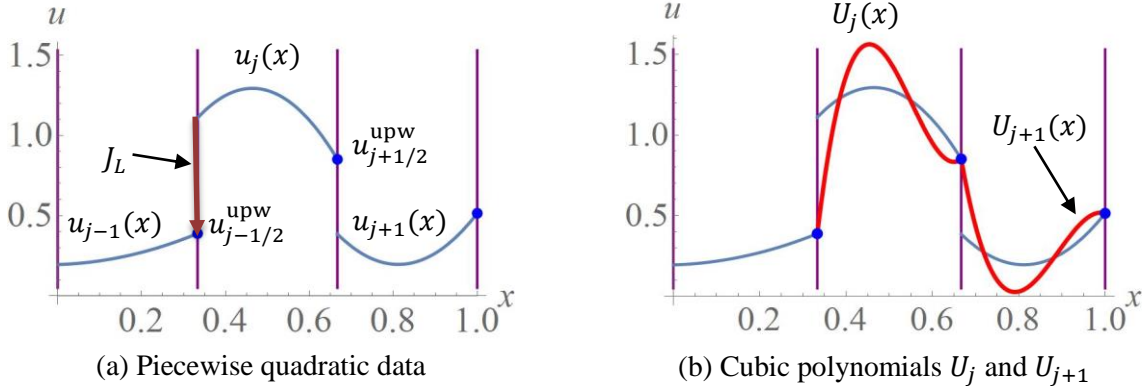 u
1.5
1.0
0.5
0.2 0.4 0.6 0.8 1.0
x
u_j(x)
u_{j+1/2}^{upw}
J_L
u_{j-1}(x)
u_{j-1/2}^{upw}
u_{j+1}(x)
(a) Piecewise quadratic data
u
1.5
1.0
0.5
0.2 0.4 0.6 0.8 1.0
x
U_j(x)
U_{j+1}(x)
(b) Cubic polynomials U_j and U_{j+1}